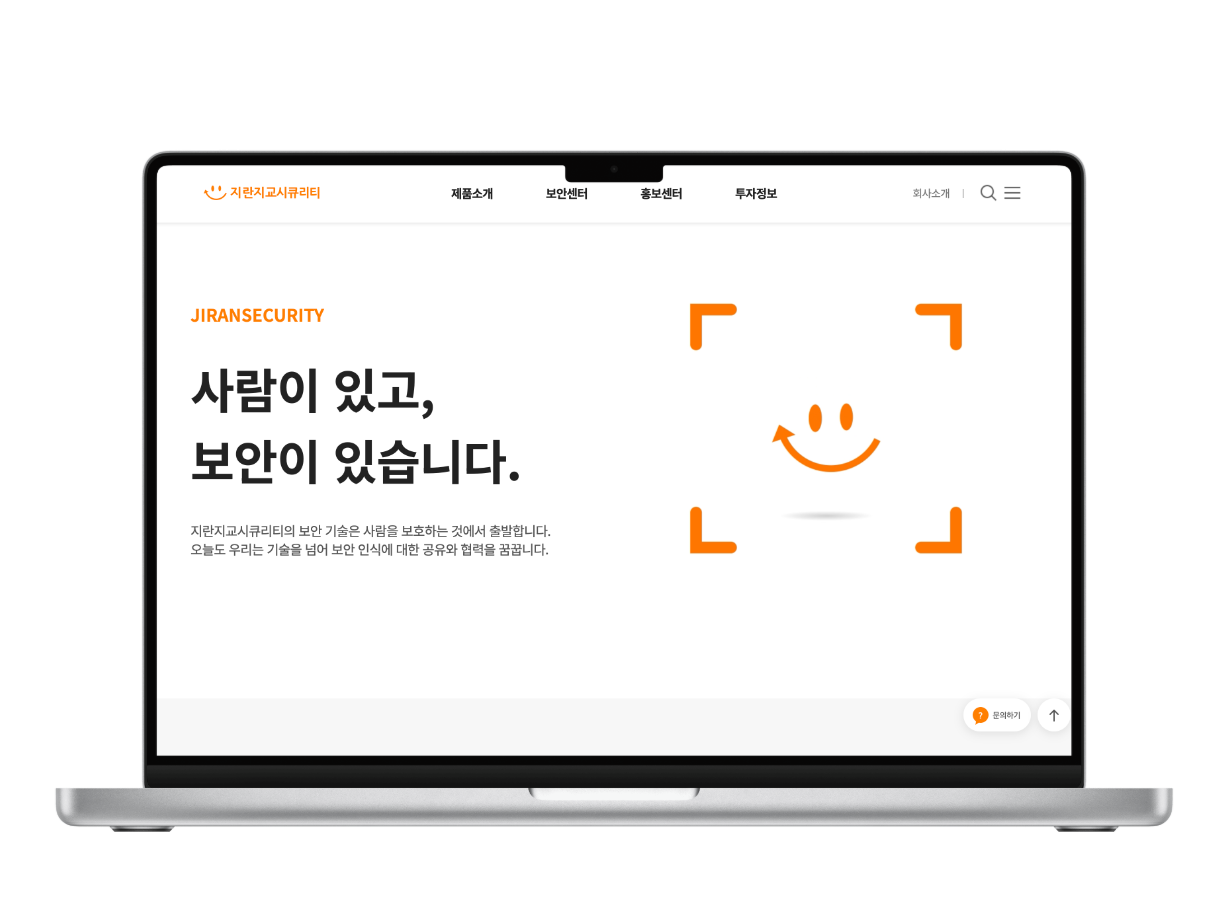 지란지교시큐리티
제품소개 보안센터 홍보센터 투자정보 회사소개
JIRANSECURITY
사람이 있고,
보안이 있습니다.
지란지교시큐리티의 보안 기술은 사람을 보호하는 것에서 출발합니다.
오늘도 우리는 기술을 넘어 보안 인식에 대한 공유와 협력을 꿈꿉니다.
? 문의하기